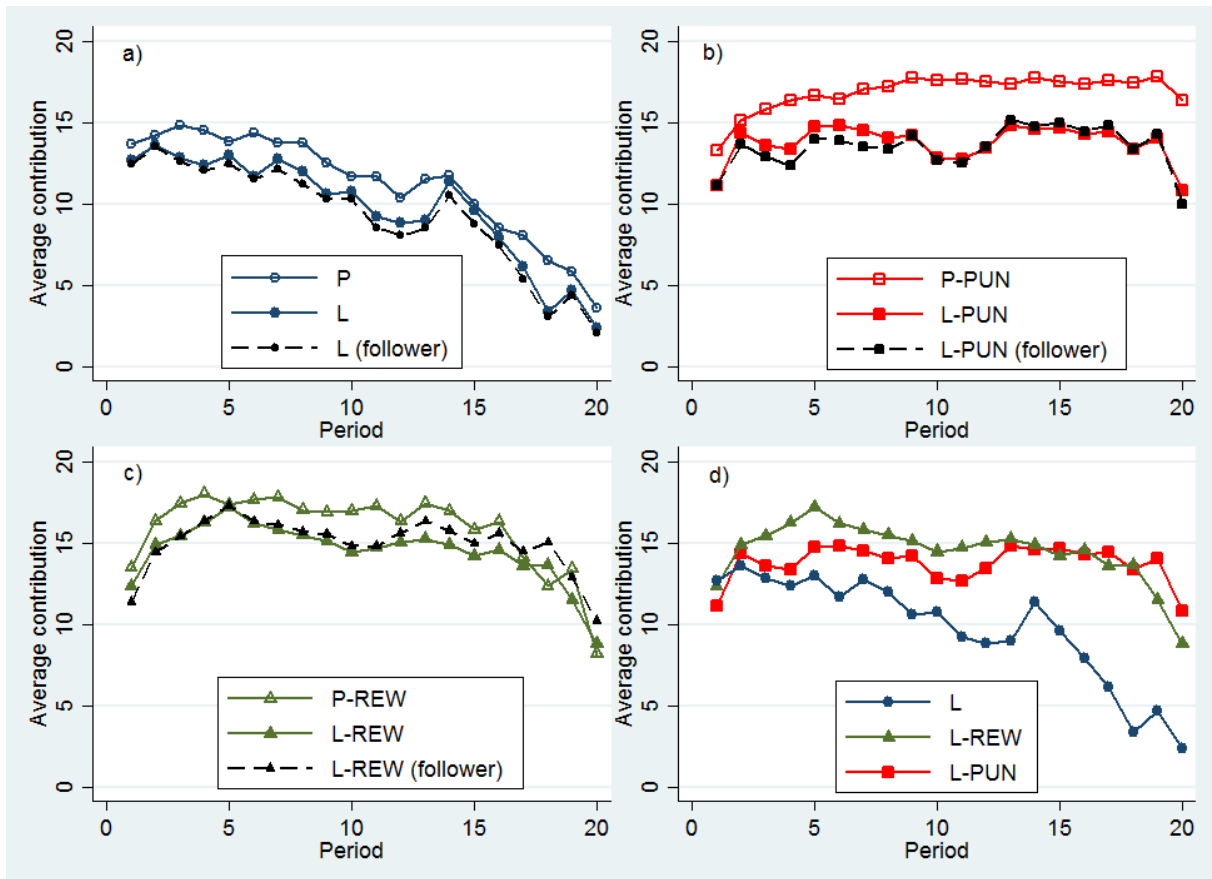 a)
Average contribution
20
15
10
5
0
P
L
L (follower)
0 5 10 15 20
Period
b)
Average contribution
20
15
10
5
0
P-PUN
L-PUN
L-PUN (follower)
0 5 10 15 20
Period
c)
Average contribution
20
15
10
5
0
P-REW
L-REW
L-REW (follower)
0 5 10 15 20
Period
d)
Average contribution
20
15
10
5
0
L
L-REW
L-PUN
0 5 10 15 20
Period